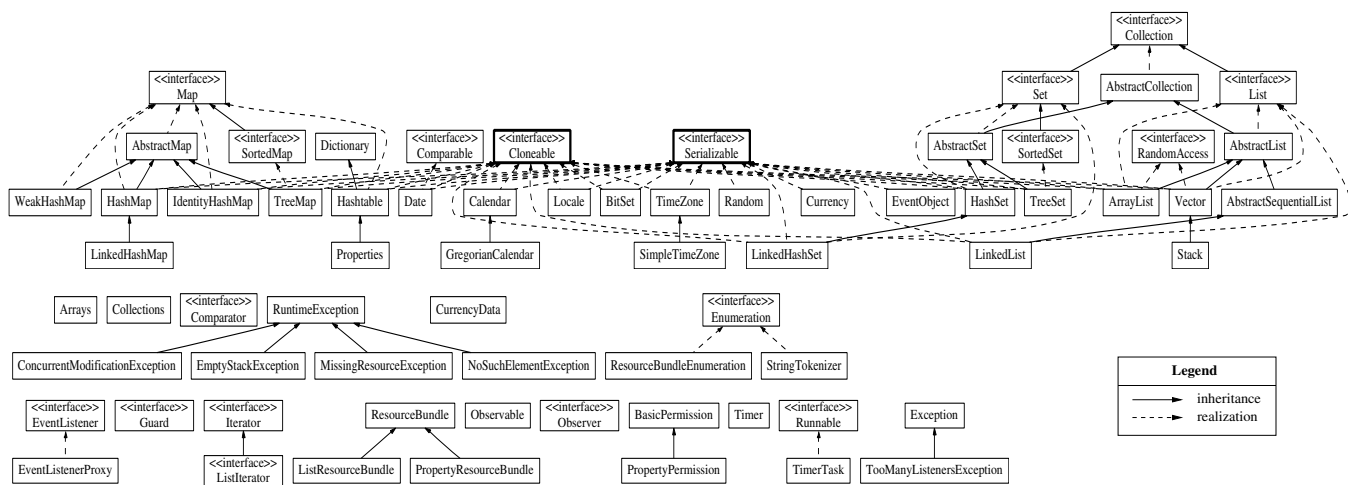 <<interface>>
Collection
<<interface>>
Map
<<interface>>
Set
AbstractCollection
<<interface>>
List
AbstractMap
<<interface>>
SortedMap
Dictionary
<<interface>>
Comparable
<<interface>>
Cloneable
<<interface>>
Serializable
AbstractSet
<<interface>>
SortedSet
<<interface>>
RandomAccess
AbstractList
WeakHashMap
HashMap
IdentityHashMap
TreeMap
Hashtable
Date
Calendar
Locale
BitSet
TimeZone
Random
Currency
EventObject
HashSet
TreeSet
ArrayList
Vector
AbstractSequentialList
LinkedHashMap
Properties
GregorianCalendar
SimpleTimeZone
LinkedHashSet
LinkedList
Stack
Arrays
Collections
<<interface>>
Comparator
RuntimeException
CurrencyData
<<interface>>
Enumeration
ConcurrentModificationException
EmptyStackException
MissingResourceException
NoSuchElementException
ResourceBundleEnumeration
StringTokenizer
Legend
inheritance
realization
<<interface>>
EventListener
<<interface>>
Guard
<<interface>>
Iterator
ResourceBundle
Observable
<<interface>>
Observer
BasicPermission
Timer
<<interface>>
Runnable
Exception
EventListenerProxy
<<interface>>
ListIterator
ListResourceBundle
PropertyResourceBundle
PropertyPermission
TimerTask
TooManyListenersException